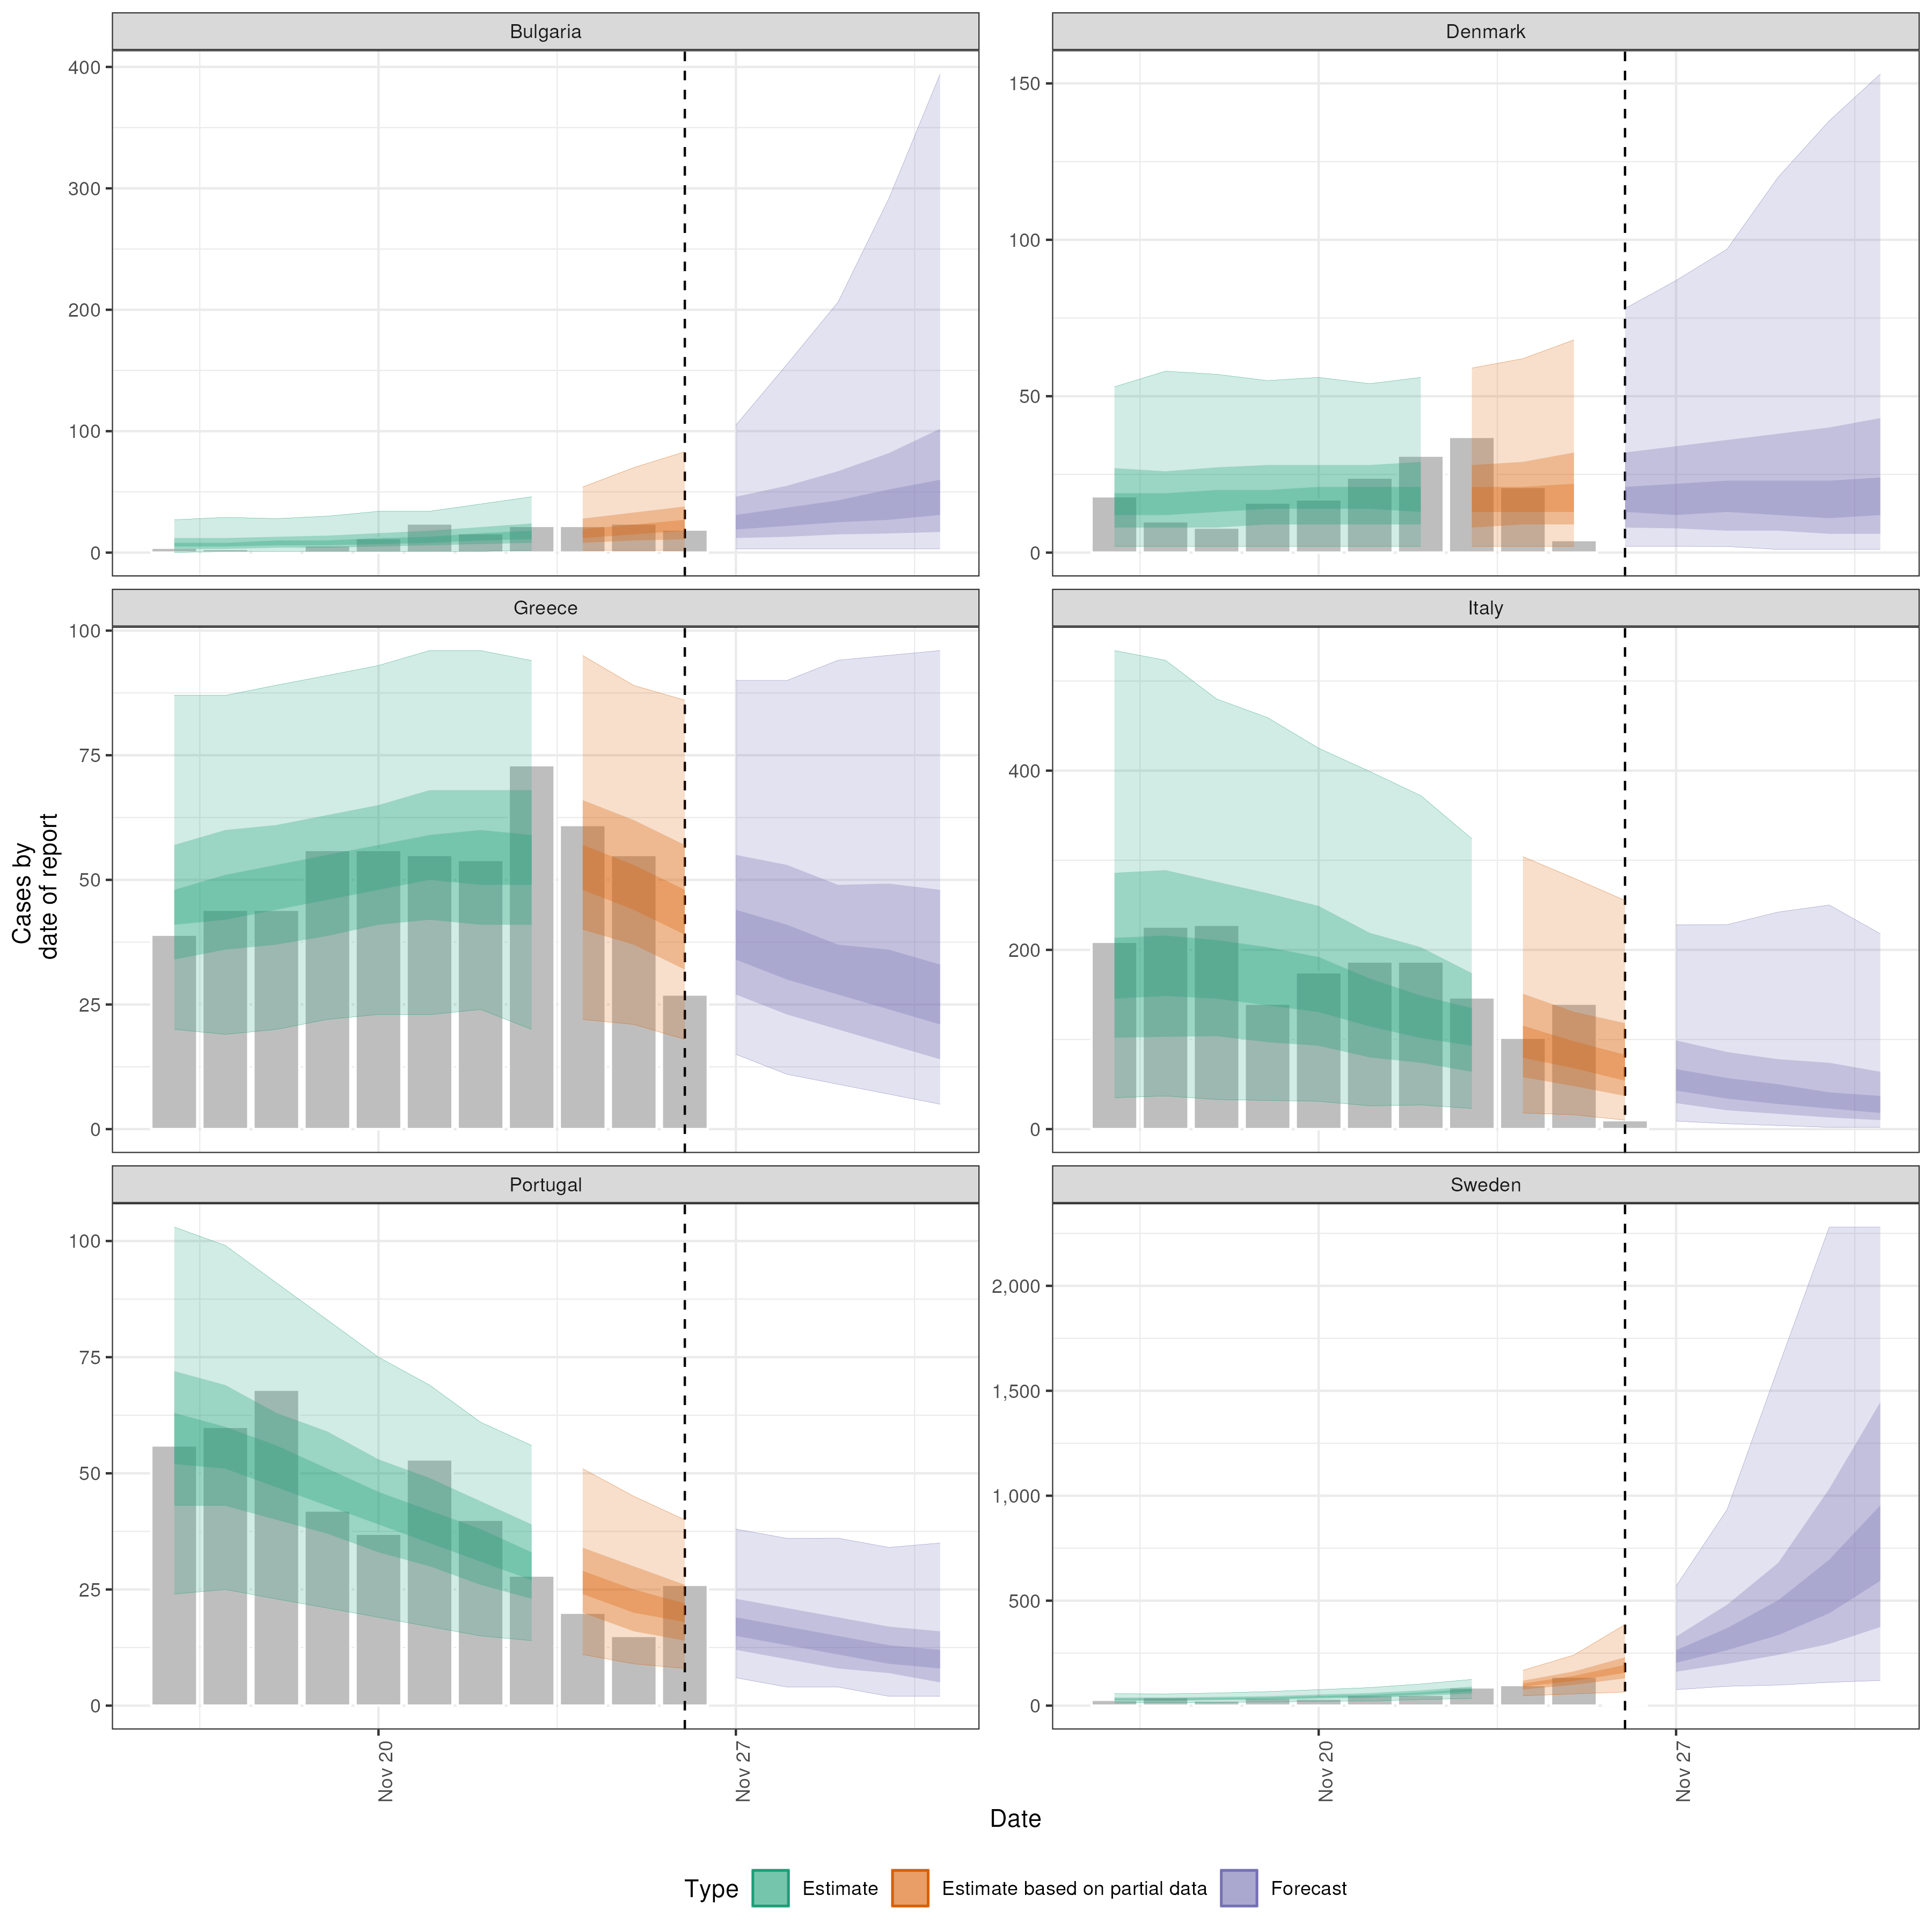 Bulgaria
Denmark
400
300
200
100
0
150
100
50
0
Greece
Italy
100
75
50
25
0
400
200
0
Cases by
date of report
Portugal
Sweden
100
75
50
25
0
2,000
1,500
1,000
500
0
Nov 20
Nov 27
Nov 20
Nov 27
Date
Type
Estimate
Estimate based on partial data
Forecast